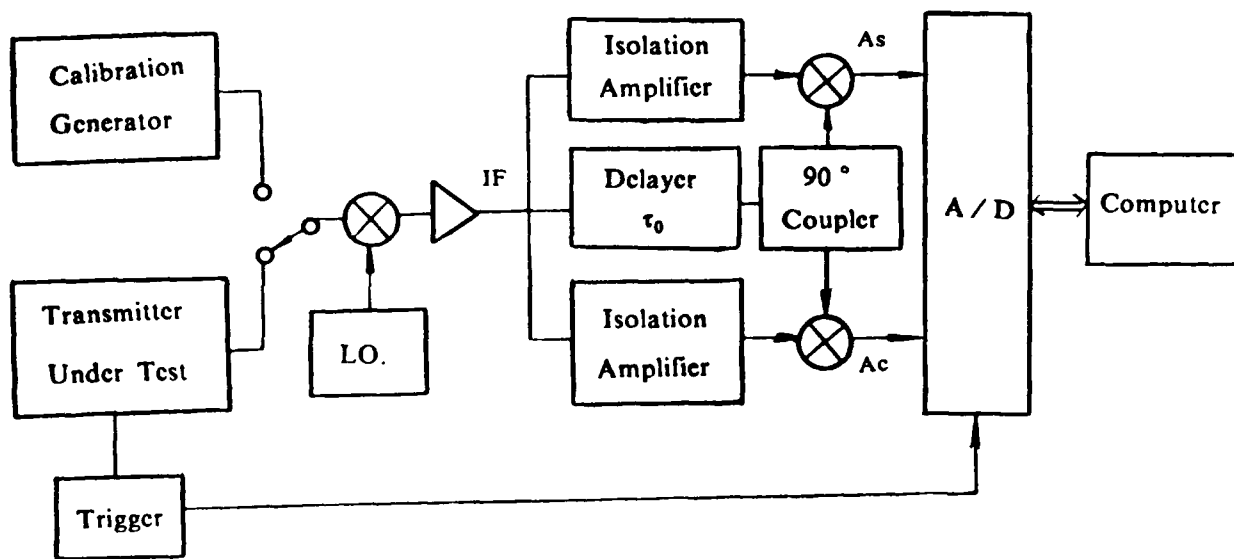 Calibration
Generator
Transmitter
Under Test
Trigger
LO.
IF
Isolation
Amplifier
Delayer
τ₀
Isolation
Amplifier
90°
Coupler
As
Ac
A/D
Computer